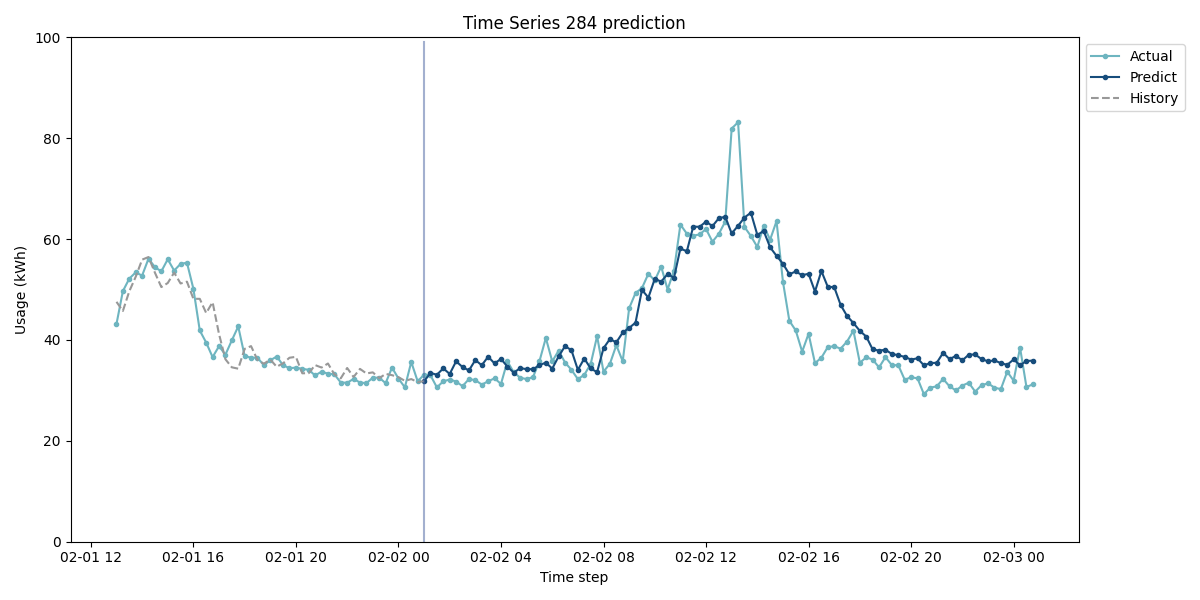 Time Series 284 prediction
100
80
60
40
20
0
Usage (kWh)
02-01 12
02-01 16
02-01 20
02-02 00
02-02 04
02-02 08
02-02 12
02-02 16
02-02 20
02-03 00
Time step
Actual
Predict
History